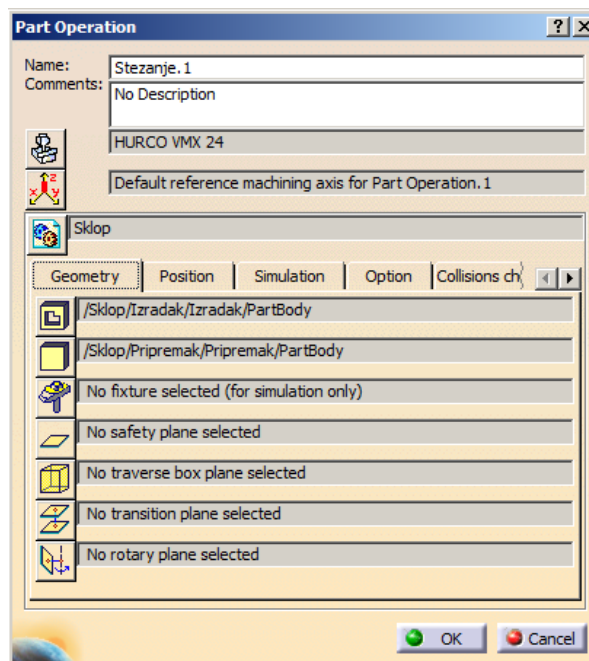 Part Operation
Name:
Stezanje.1
Comments:
No Description
HURCO VMX 24
Default reference machining axis for Part Operation.1
Sklop
Geometry Position Simulation Option Collisions ch
/Sklop/Izradak/Izradak/PartBody
/Sklop/Pripremak/Pripremak/PartBody
No fixture selected (for simulation only)
No safety plane selected
No traverse box plane selected
No transition plane selected
No rotary plane selected
OK Cancel